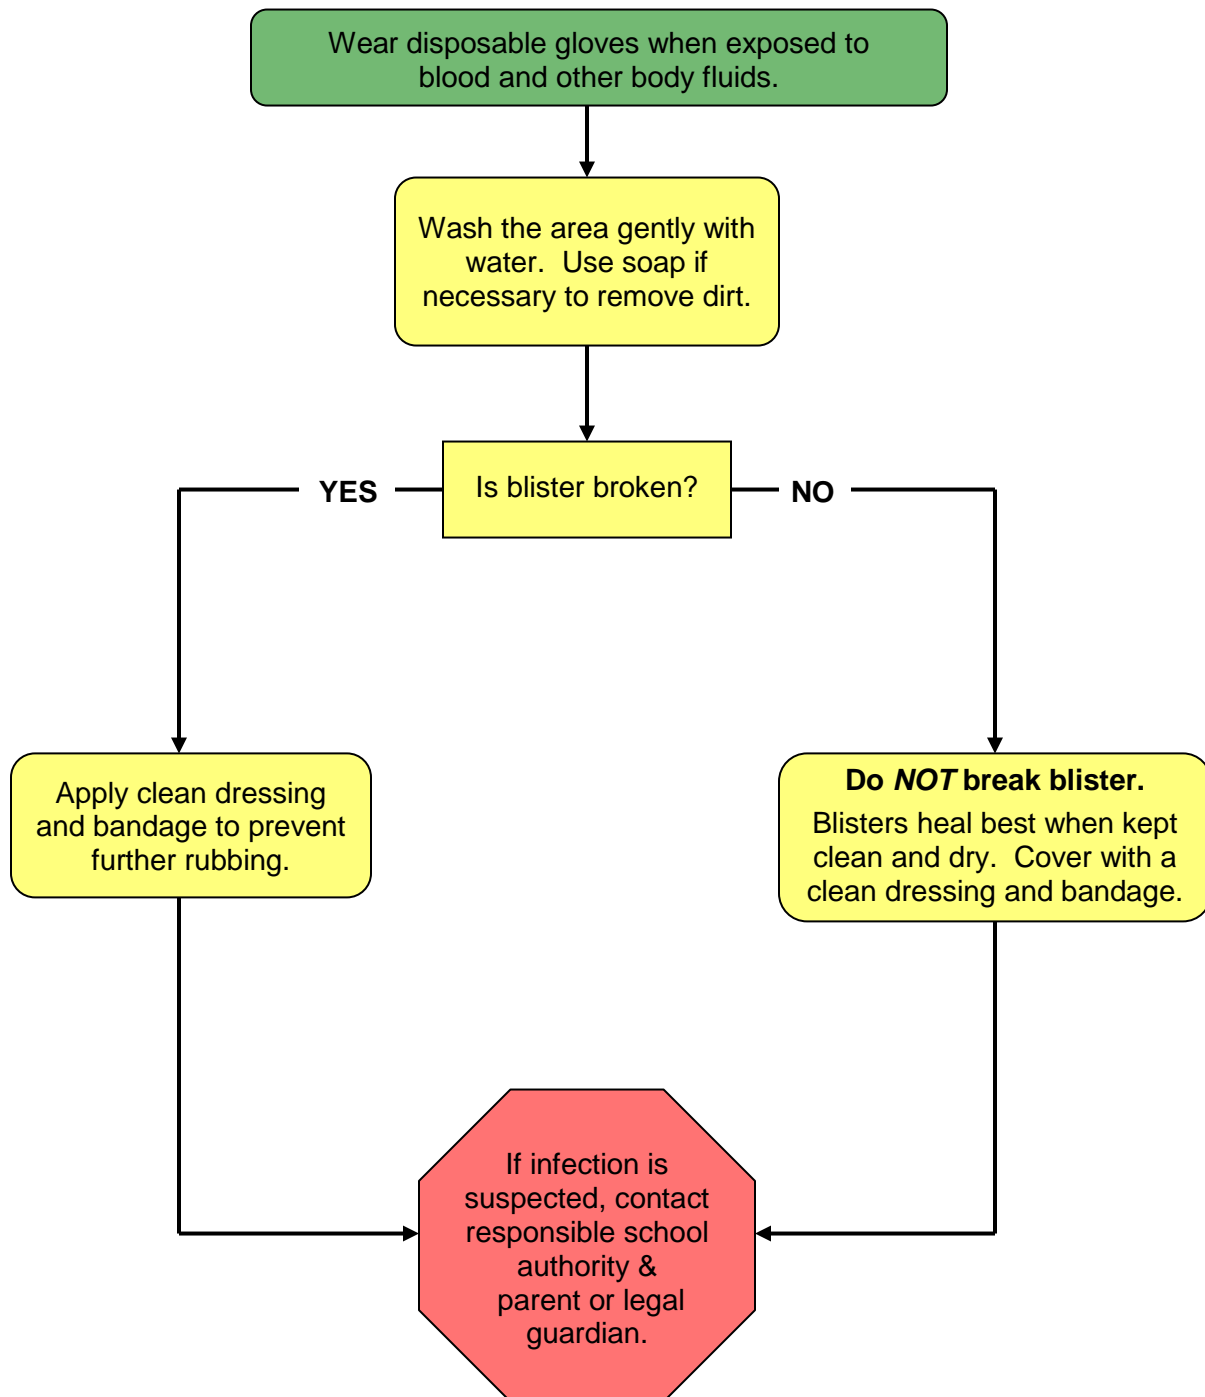 Wear disposable gloves when exposed to
blood and other body fluids.
Wash the area gently with
water.  Use soap if
necessary to remove dirt.
Is blister broken?
YES
NO
Apply clean dressing
and bandage to prevent
further rubbing.
Do NOT break blister.
Blisters heal best when kept
clean and dry.  Cover with a
clean dressing and bandage.
If infection is
suspected, contact
responsible school
authority &
parent or legal
guardian.